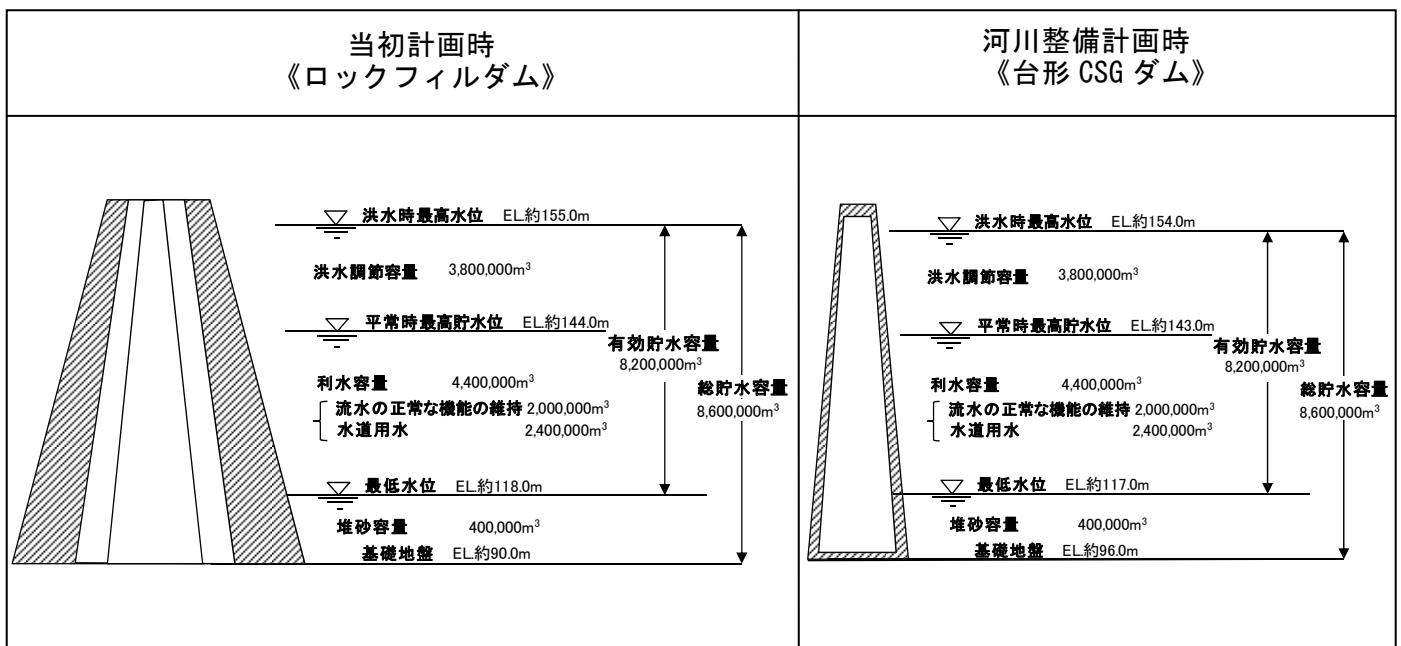 当初計画時
《ロックフィルダム》
洪水時最高水位 EL.約155.0m
洪水調節容量 3,800,000m³
平常時最高貯水位 EL.約144.0m
有効貯水容量
8,200,000m³
利水容量 4,400,000m³
総貯水容量
8,600,000m³
流水の正常な機能の維持 2,000,000m³
水道用水 2,400,000m³
最低水位 EL.約118.0m
堆砂容量 400,000m³
基礎地盤 EL.約90.0m
河川整備計画時
《台形 CSG ダム》
洪水時最高水位 EL.約154.0m
洪水調節容量 3,800,000m³
平常時最高貯水位 EL.約143.0m
有効貯水容量
8,200,000m³
利水容量 4,400,000m³
総貯水容量
8,600,000m³
流水の正常な機能の維持 2,000,000m³
水道用水 2,400,000m³
最低水位 EL.約117.0m
堆砂容量 400,000m³
基礎地盤 EL.約96.0m